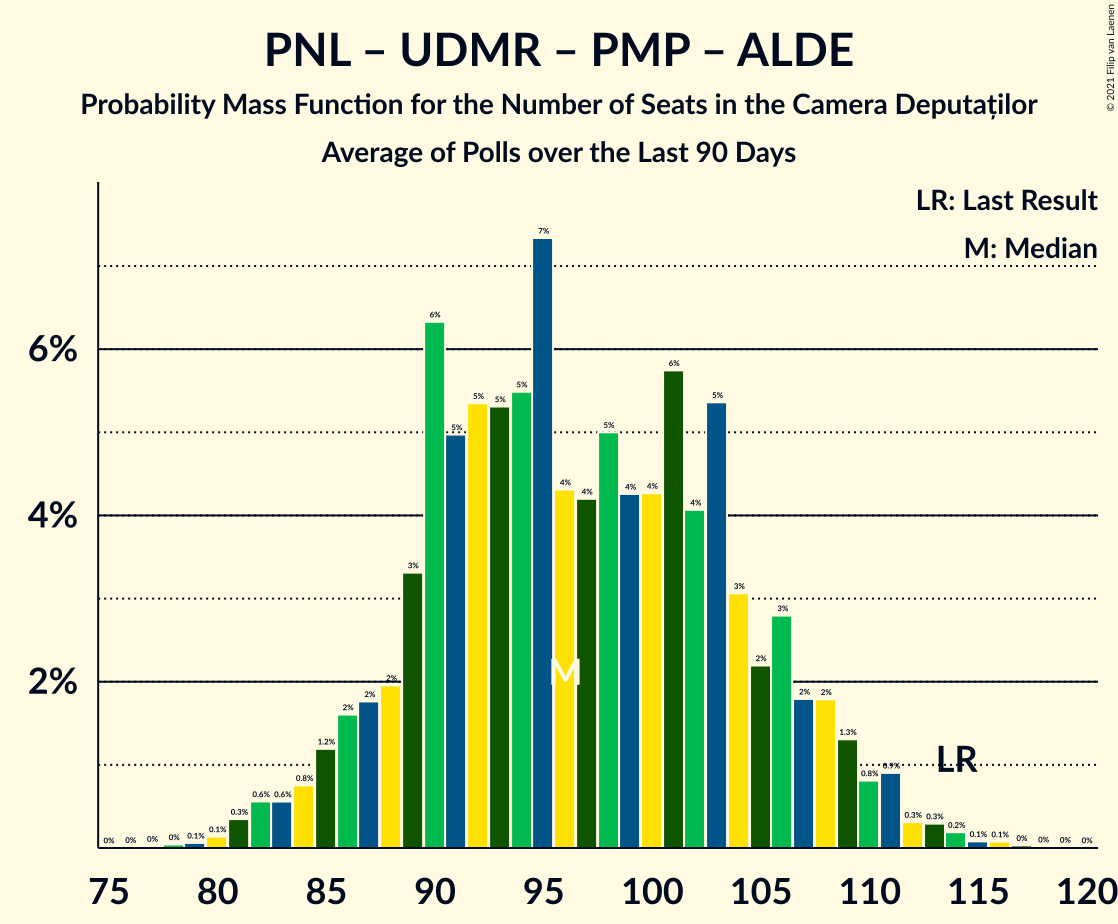 PNL – UDMR – PMP – ALDE
Probability Mass Function for the Number of Seats in the Camera Deputaților
Average of Polls over the Last 90 Days
© 2021 Filip van Laenen
LR: Last Result
M: Median
6%
4%
2%
0% 0% 0% 0% 0.1% 0.1% 0.3% 0.6% 0.6% 0.8% 1.2% 2% 2% 2% 3% 6% 5% 5% 5% 5% 7% 4% 4% 5% 4% 4% 6% 4% 5% 3% 2% 3% 2% 2% 1.3% 0.8% 0.9% 0.3% 0.3% 0.2% 0.1% 0.1% 0% 0% 0% 0%
M
LR
75 80 85 90 95 100 105 110 115 120